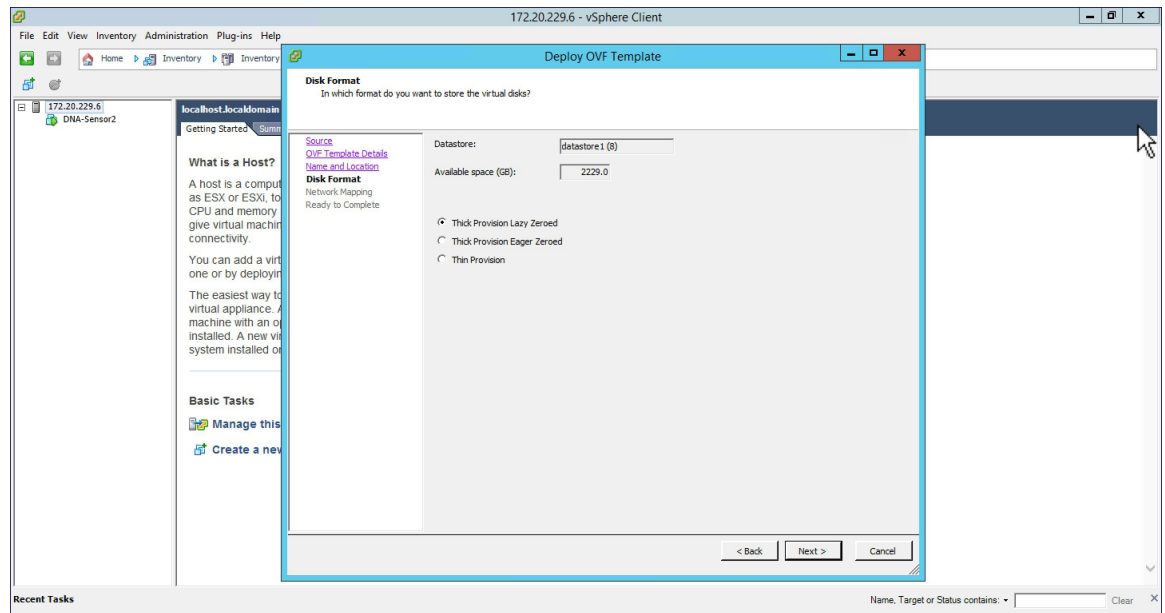 172.20.229.6 - vSphere Client
File Edit View Inventory Administration Plug-ins Help
Home Inventory Inventory
172.20.229.6
DNA-Sensor2
localhost.localdomain
Getting Started Summ
What is a Host?
A host is a comput
as ESX or ESXi, to
CPU and memory
give virtual machin
connectivity.
You can add a virt
one or by deployin
The easiest way to
virtual appliance. A
machine with an op
installed. A new vir
system installed or
Basic Tasks
Manage this
Create a new
Deploy OVF Template
Disk Format
In which format do you want to store the virtual disks?
Source
OVF Template Details
Name and Location
Disk Format
Network Mapping
Ready to Complete
Datastore: datastore1 (8)
Available space (GB): 2229.0
Thick Provision Lazy Zeroed
Thick Provision Eager Zeroed
Thin Provision
< Back Next > Cancel
Recent Tasks
Name, Target or Status contains: Clear